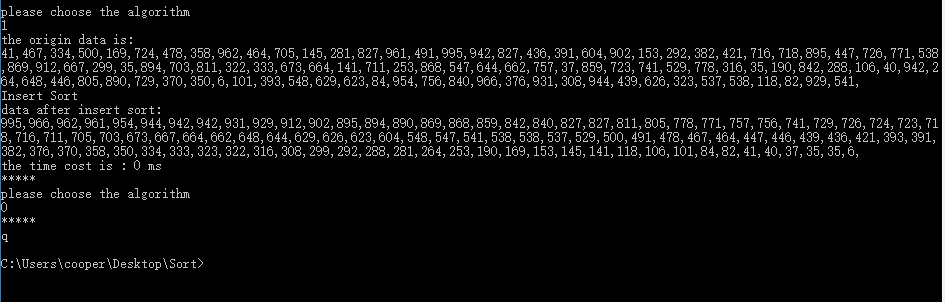 please choose the algorithm
1
the origin data is:
41,467,334,500,169,724,478,358,962,464,705,145,281,827,961,491,995,942,827,436,391,604,902,153,292,382,421,716,718,895,447,726,771,538
,869,912,667,299,35,894,703,811,322,333,673,664,141,711,253,868,547,644,662,757,37,859,723,741,529,778,316,35,190,842,288,106,40,942,2
64,648,446,805,890,729,370,350,6,101,393,548,629,623,84,954,756,840,966,376,931,308,944,439,626,323,537,538,118,82,929,541,
Insert Sort
data after insert sort:
995,966,962,961,954,944,942,942,931,929,912,902,895,894,890,869,868,859,842,840,827,827,811,805,778,771,757,756,741,729,726,724,723,71
8,716,711,705,703,673,667,664,662,648,644,629,626,623,604,548,547,541,538,538,537,529,500,491,478,467,464,447,446,439,436,421,393,391,
382,376,370,358,350,334,333,323,322,316,308,299,292,288,281,264,253,190,169,153,145,141,118,106,101,84,82,41,40,37,35,35,6,
the time cost is : 0 ms
*****
please choose the algorithm
0
*****
q
C:\Users\cooper\Desktop\Sort>